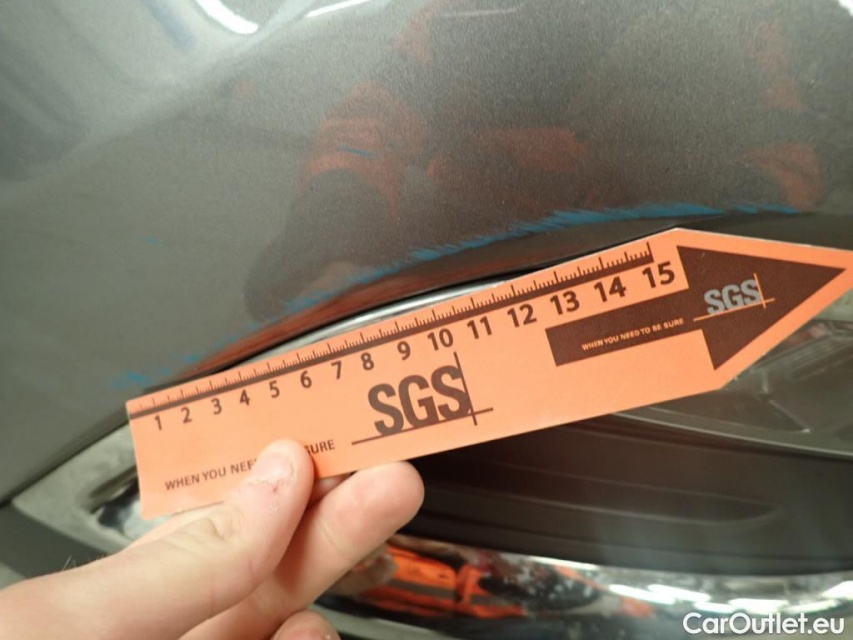 1 2 3 4 5 6 7 8 9 10 11 12 13 14 15
SGS
WHEN YOU NEED TO BE SURE
SGS
WHEN YOU NEE SURE
CarOutlet.eu